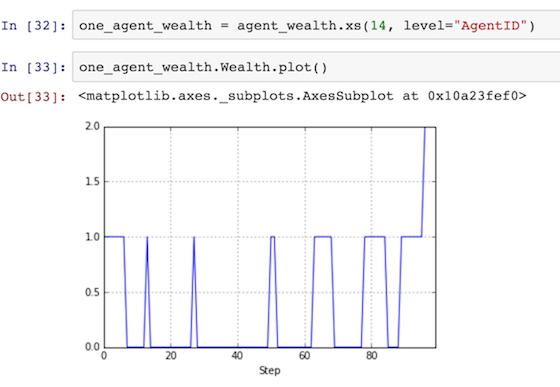 In [32]: one_agent_wealth = agent_wealth.xs(14, level="AgentID")
In [33]: one_agent_wealth.Wealth.plot()
Out[33]: <matplotlib.axes._subplots.AxesSubplot at 0x10a23fef0>
2.0
1.5
1.0
0.5
0.0
0 20 40 60 80
Step